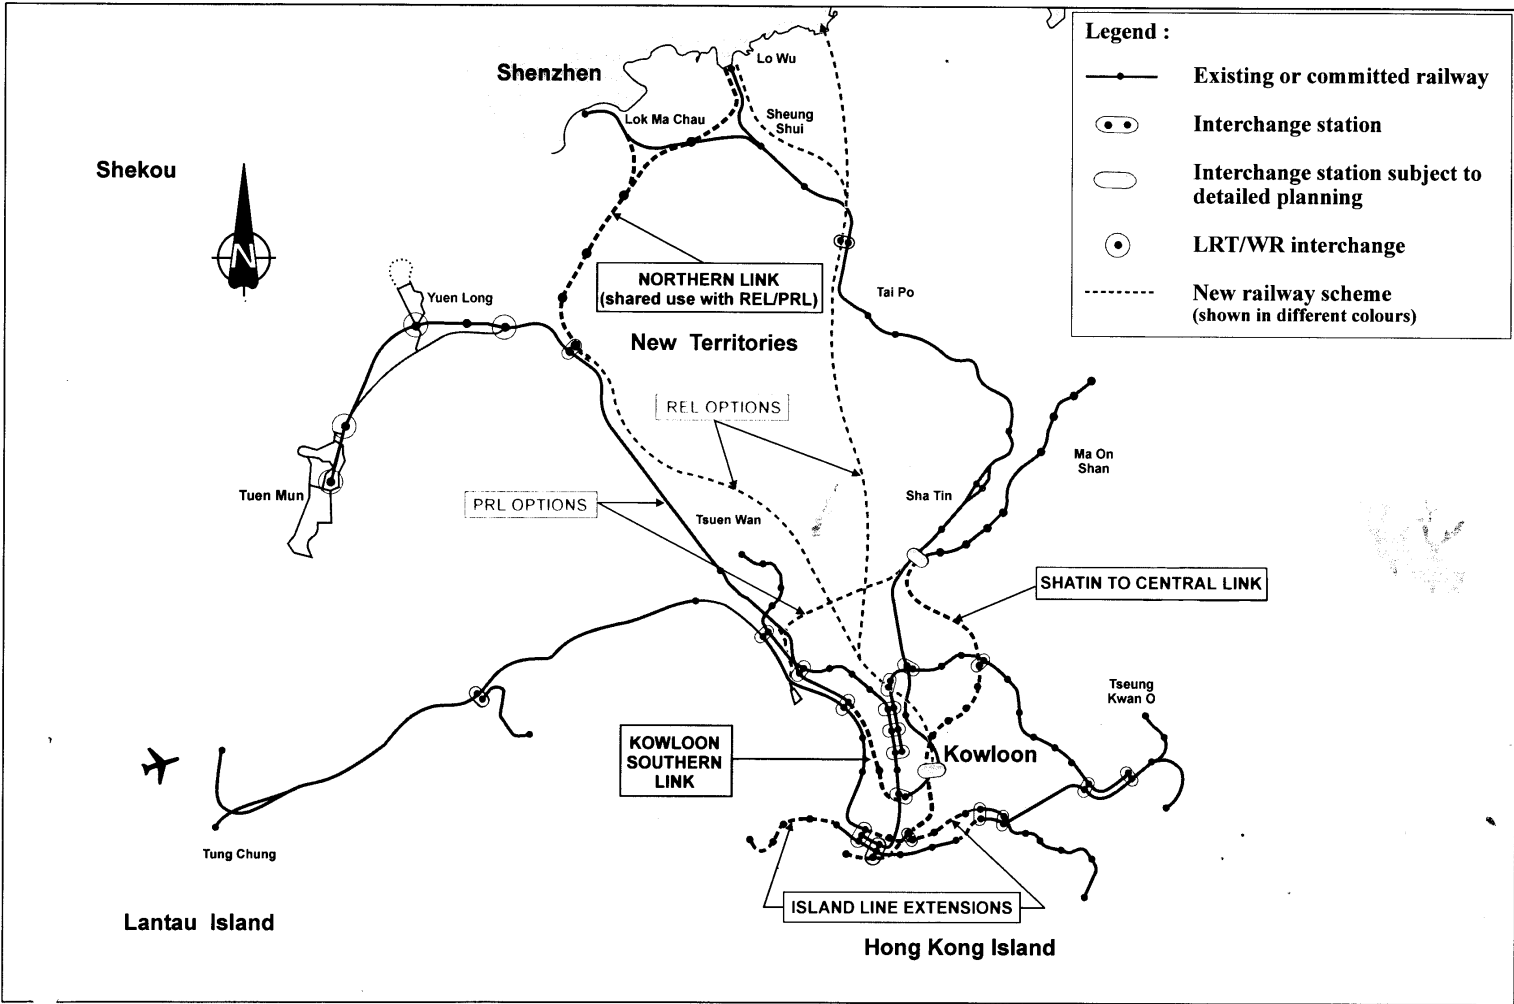 Legend :
Existing or committed railway
Interchange station
Interchange station subject to
detailed planning
LRT/WR interchange
New railway scheme
(shown in different colours)
Lo Wu
Shenzhen
Lok Ma Chau
Sheung
Shui
Shekou
N
NORTHERN LINK
(shared use with REL/PRL)
Tai Po
Yuen Long
New Territories
REL OPTIONS
Ma On
Shan
Tuen Mun
PRL OPTIONS
Sha Tin
Tsuen Wan
SHATIN TO CENTRAL LINK
Tseung
Kwan O
KOWLOON
SOUTHERN
LINK
Kowloon
Tung Chung
ISLAND LINE EXTENSIONS
Lantau Island
Hong Kong Island